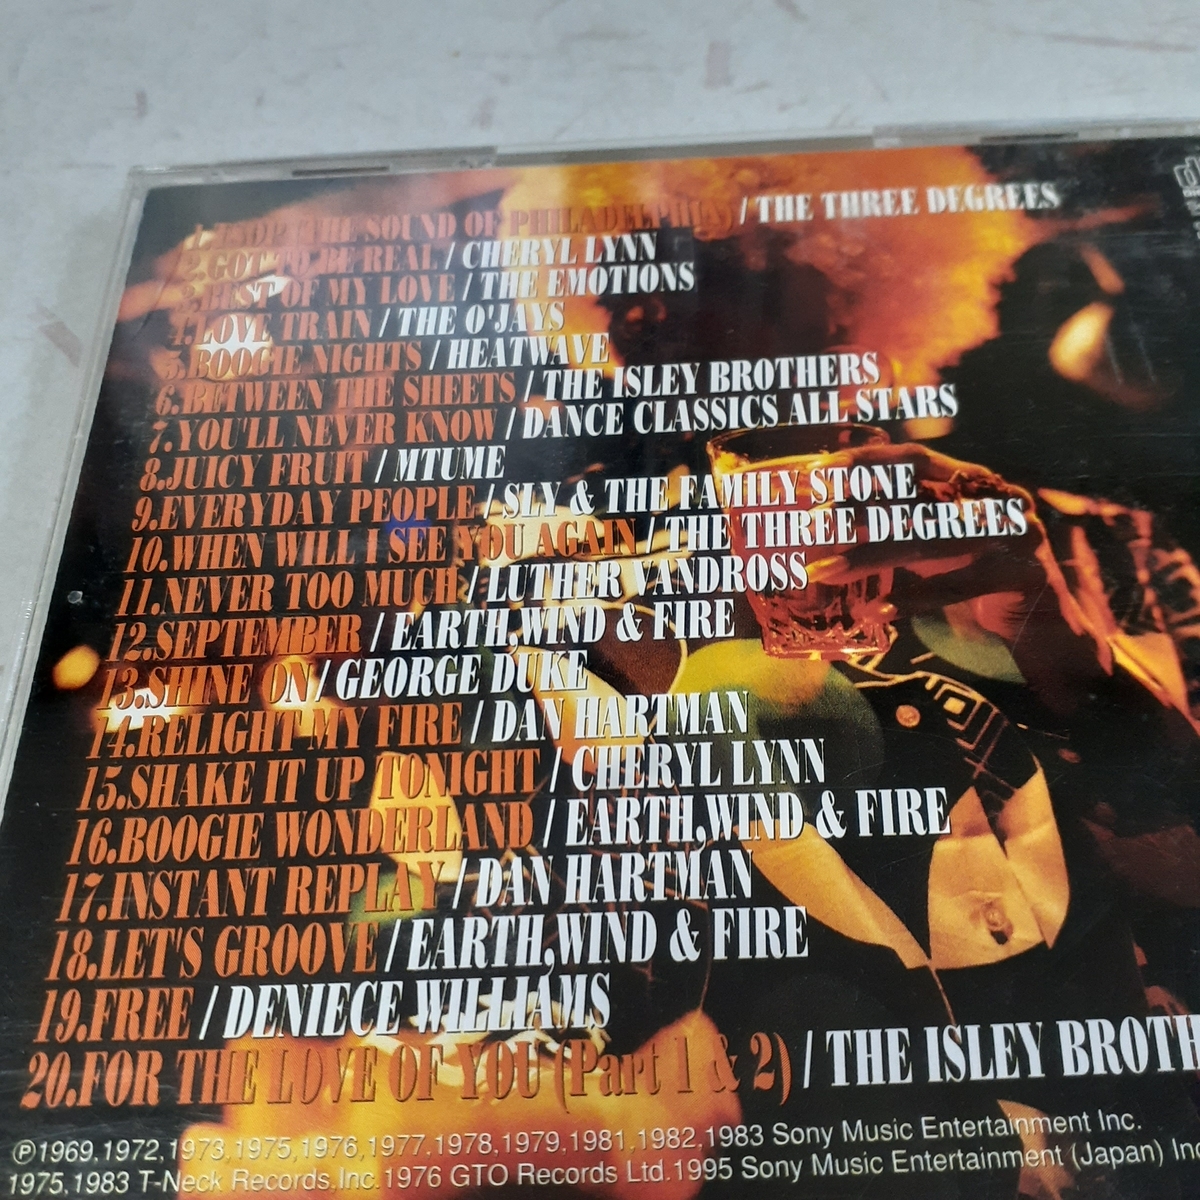 1.TSOP (THE SOUND OF PHILADELPHIA) / THE THREE DEGREES
2.GOT TO BE REAL / CHERYL LYNN
3.BEST OF MY LOVE / THE EMOTIONS
4.LOVE TRAIN / THE O'JAYS
5.BOOGIE NIGHTS / HEATWAVE
6.BETWEEN THE SHEETS / THE ISLEY BROTHERS
7.YOU'LL NEVER KNOW / DANCE CLASSICS ALL STARS
8.JUICY FRUIT / MTUME
9.EVERYDAY PEOPLE / SLY & THE FAMILY STONE
10.WHEN WILL I SEE YOU AGAIN / THE THREE DEGREES
11.NEVER TOO MUCH / LUTHER VANDROSS
12.SEPTEMBER / EARTH,WIND & FIRE
13.SHINE ON / GEORGE DUKE
14.RELIGHT MY FIRE / DAN HARTMAN
15.SHAKE IT UP TONIGHT / CHERYL LYNN
16.BOOGIE WONDERLAND / EARTH.WIND & FIRE
17.INSTANT REPLAY / DAN HARTMAN
18.LET'S GROOVE / EARTH,WIND & FIRE
19.FREE / DENIECE WILLIAMS
20.FOR THE LOVE OF YOU (Part 1 & 2) / THE ISLEY BROTH
℗1969,1972,1973,1975,1976,1977.1978,1979,1981,1982,1983 Sony Music Entertainment Inc.
1975,1983 T-Neck Records,Inc.1976 GTO Records Ltd.1995 Sony Music Entertainment (Japan) Inc